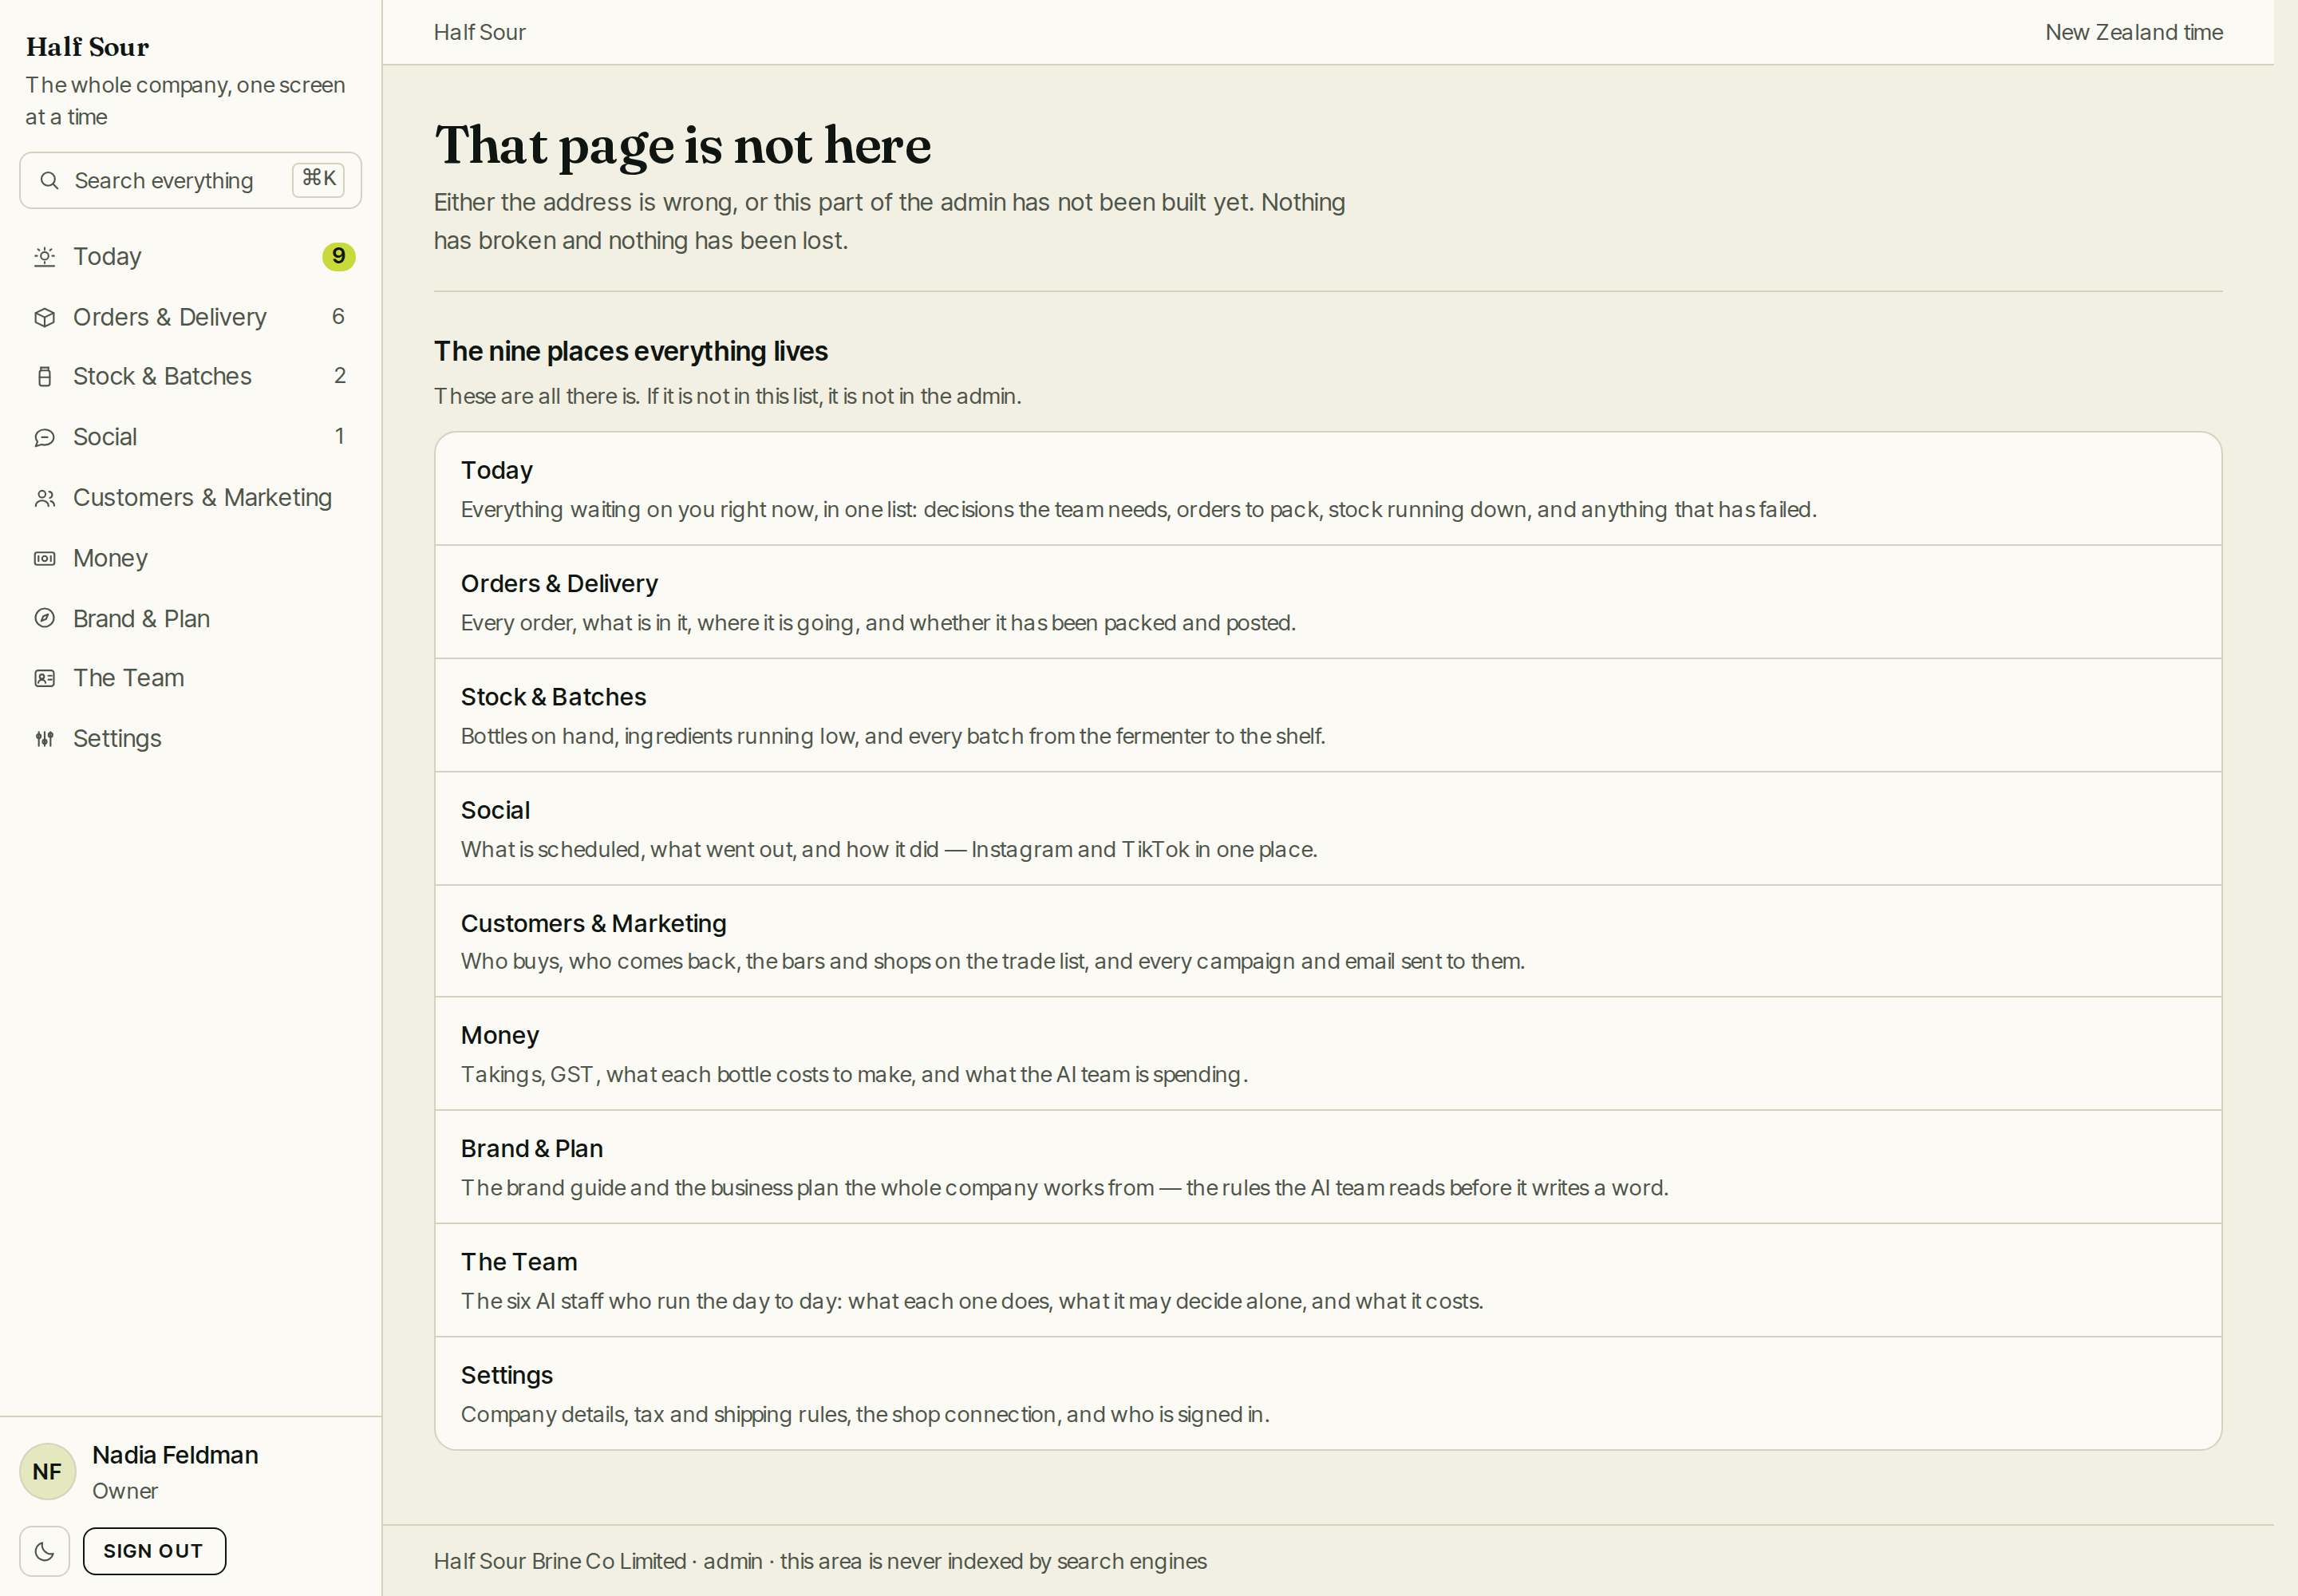 Half Sour
The whole company, one screen
at a time
Search everything ⌘K
Today 9
Orders & Delivery 6
Stock & Batches 2
Social 1
Customers & Marketing
Money
Brand & Plan
The Team
Settings
NF
Nadia Feldman
Owner
SIGN OUT
Half Sour
New Zealand time
That page is not here
Either the address is wrong, or this part of the admin has not been built yet. Nothing
has broken and nothing has been lost.
The nine places everything lives
These are all there is. If it is not in this list, it is not in the admin.
Today
Everything waiting on you right now, in one list: decisions the team needs, orders to pack, stock running down, and anything that has failed.
Orders & Delivery
Every order, what is in it, where it is going, and whether it has been packed and posted.
Stock & Batches
Bottles on hand, ingredients running low, and every batch from the fermenter to the shelf.
Social
What is scheduled, what went out, and how it did — Instagram and TikTok in one place.
Customers & Marketing
Who buys, who comes back, the bars and shops on the trade list, and every campaign and email sent to them.
Money
Takings, GST, what each bottle costs to make, and what the AI team is spending.
Brand & Plan
The brand guide and the business plan the whole company works from — the rules the AI team reads before it writes a word.
The Team
The six AI staff who run the day to day: what each one does, what it may decide alone, and what it costs.
Settings
Company details, tax and shipping rules, the shop connection, and who is signed in.
Half Sour Brine Co Limited · admin · this area is never indexed by search engines